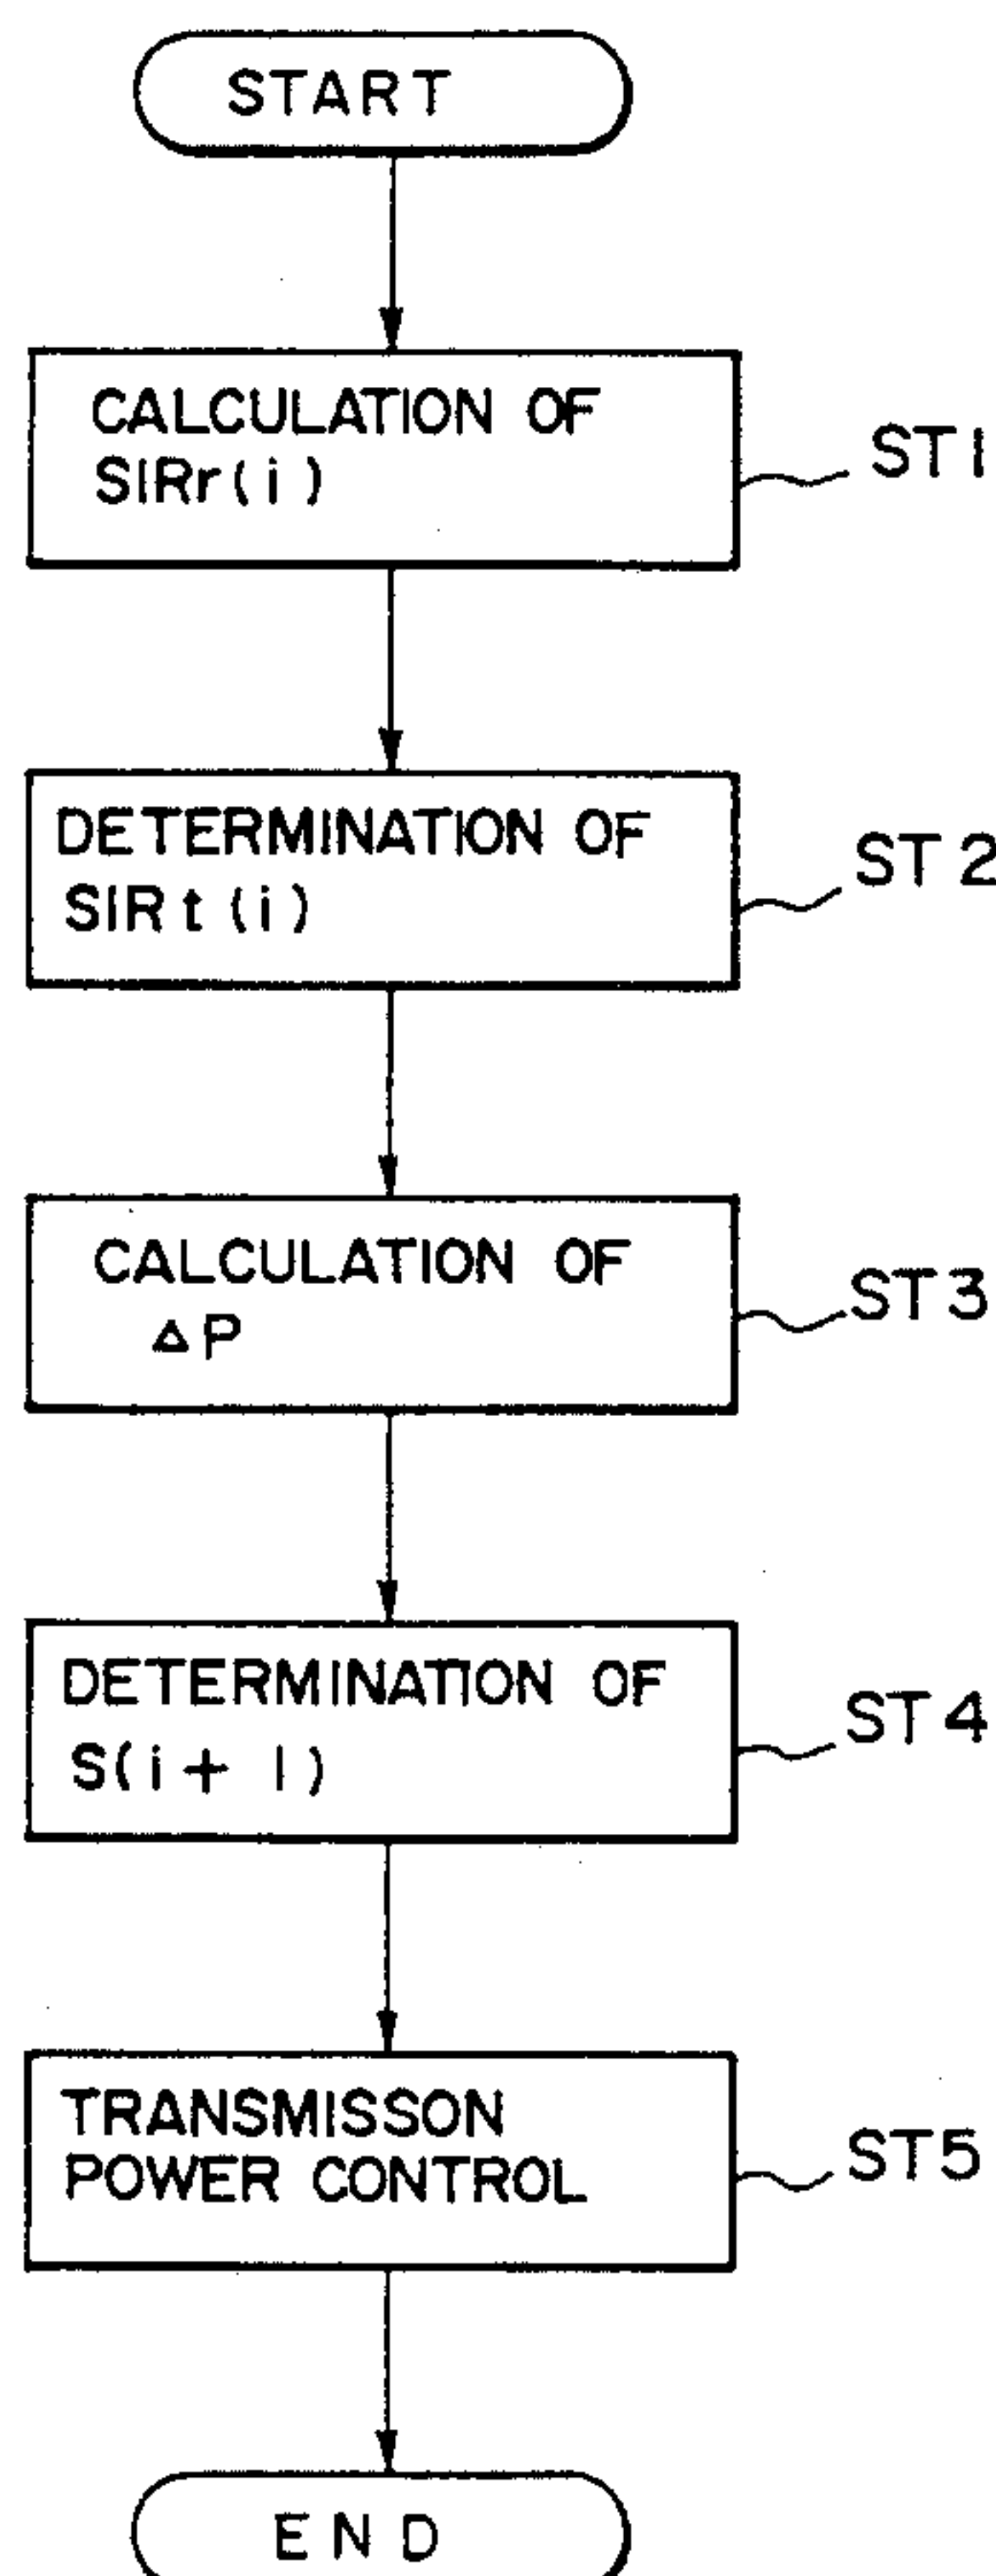 START
CALCULATION OF
SIRr(i)
ST1
DETERMINATION OF
SIRt(i)
ST2
CALCULATION OF
ΔP
ST3
DETERMINATION OF
S(i+1)
ST4
TRANSMISSON
POWER CONTROL
ST5
END